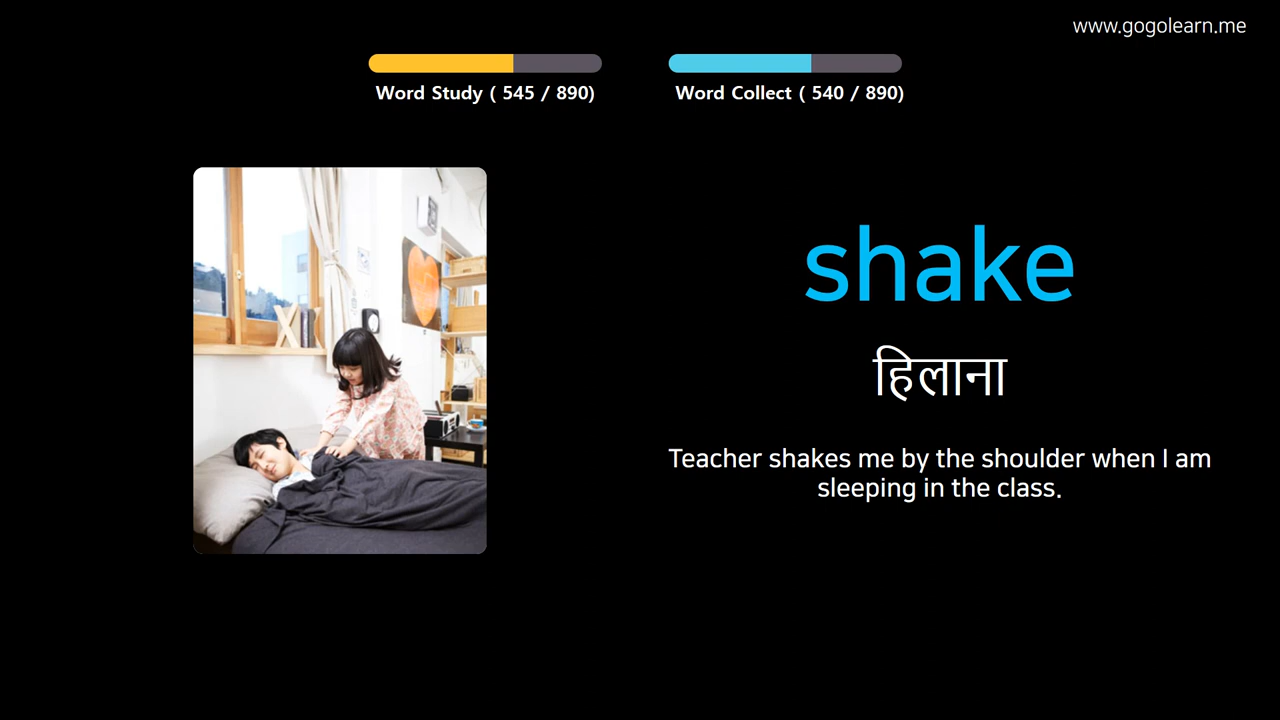 www.gogolearn.me
Word Study ( 545 / 890)
Word Collect ( 540 / 890)
shake
हिलाना
Teacher shakes me by the shoulder when I am
sleeping in the class.